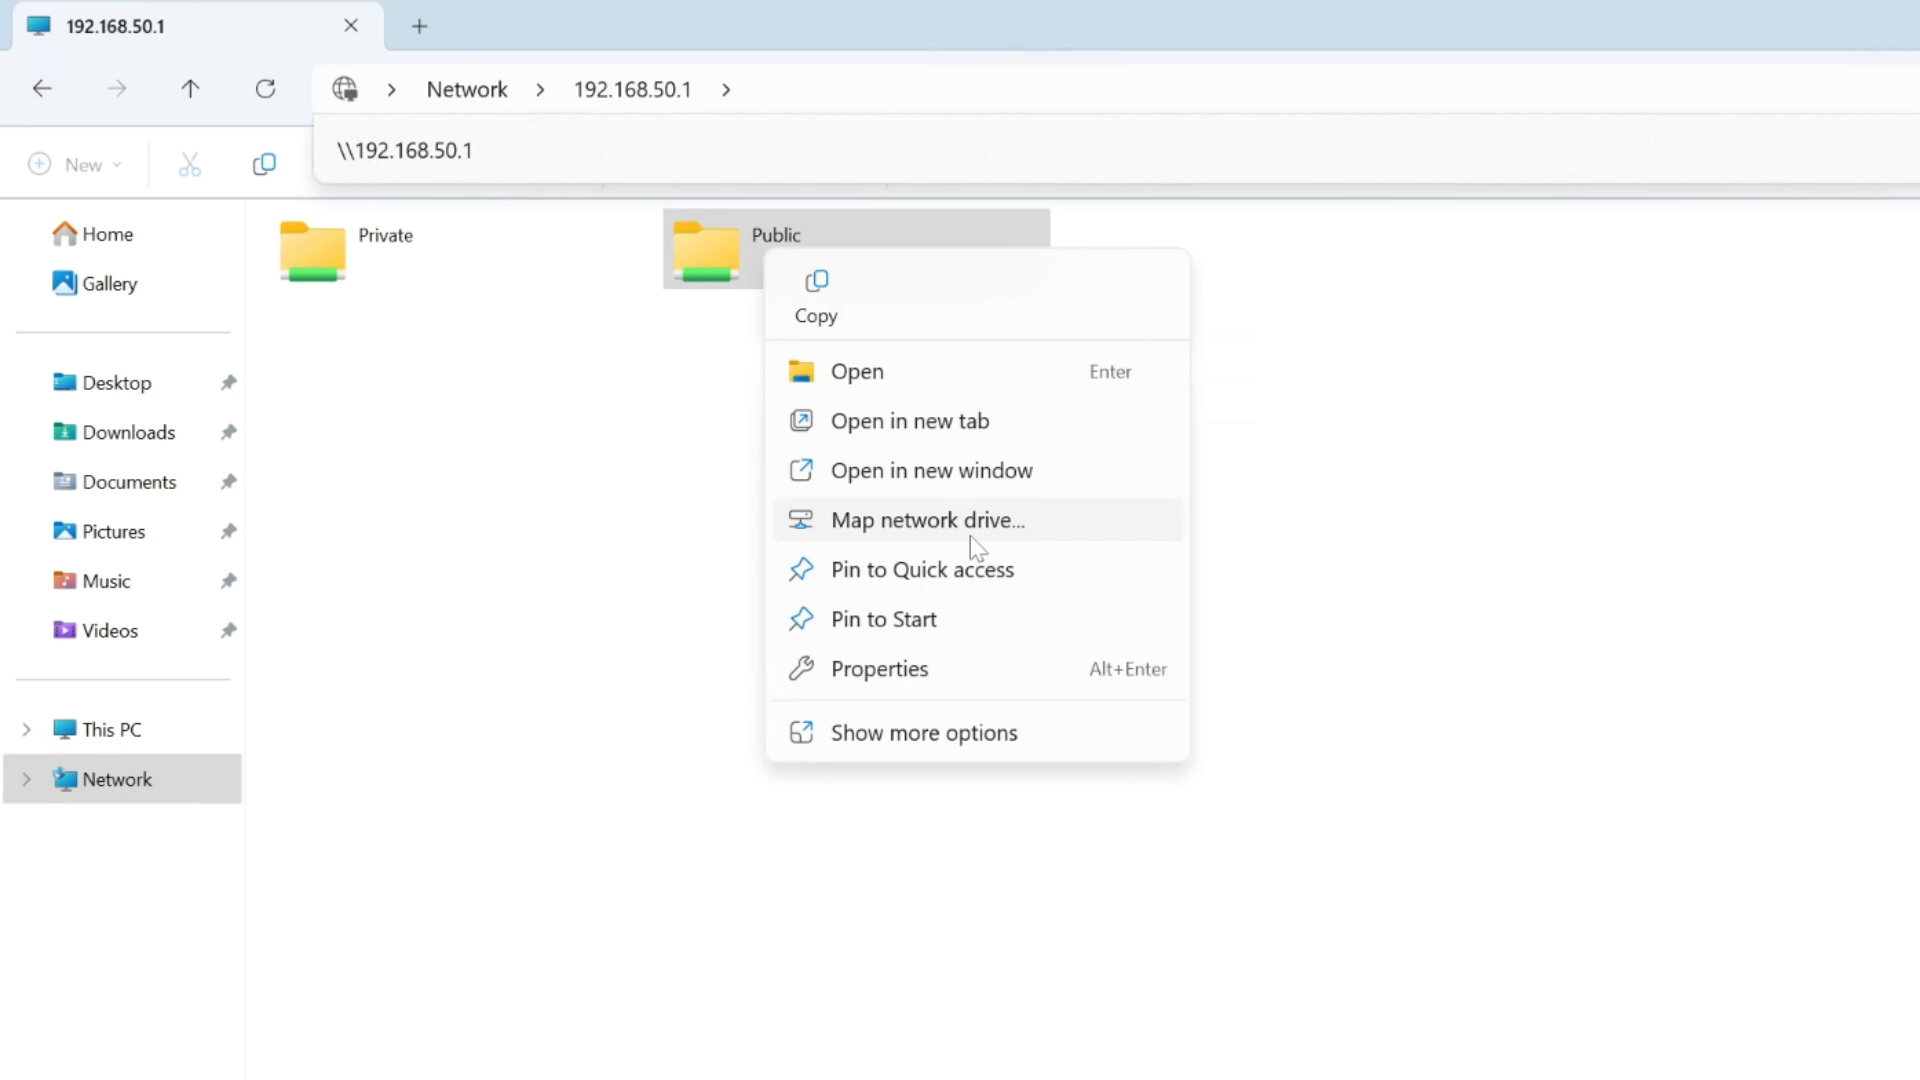 192.168.50.1
Network
192.168.50.1
New
\\192.168.50.1
Home
Gallery
Desktop
Downloads
Documents
Pictures
Music
Videos
This PC
Network
Private
Public
Copy
Open Enter
Open in new tab
Open in new window
Map network drive...
Pin to Quick access
Pin to Start
Properties Alt+Enter
Show more options